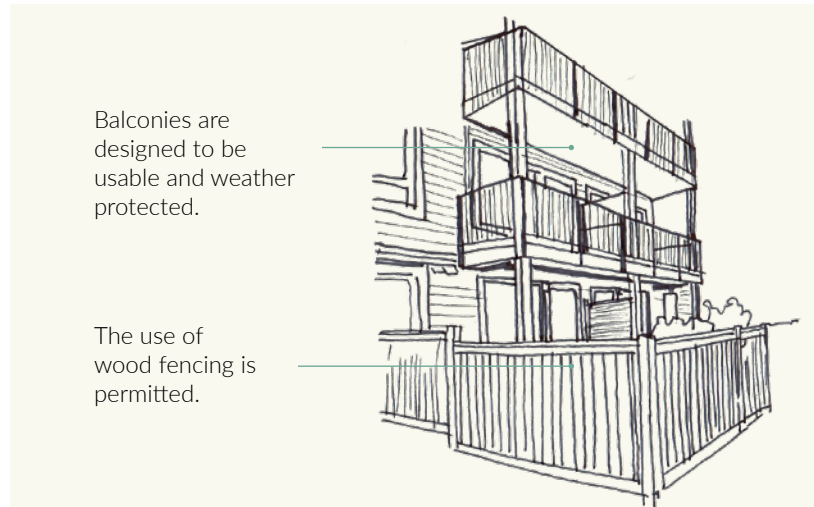 Balconies are
designed to be
usable and weather
protected.
The use of
wood fencing is
permitted.